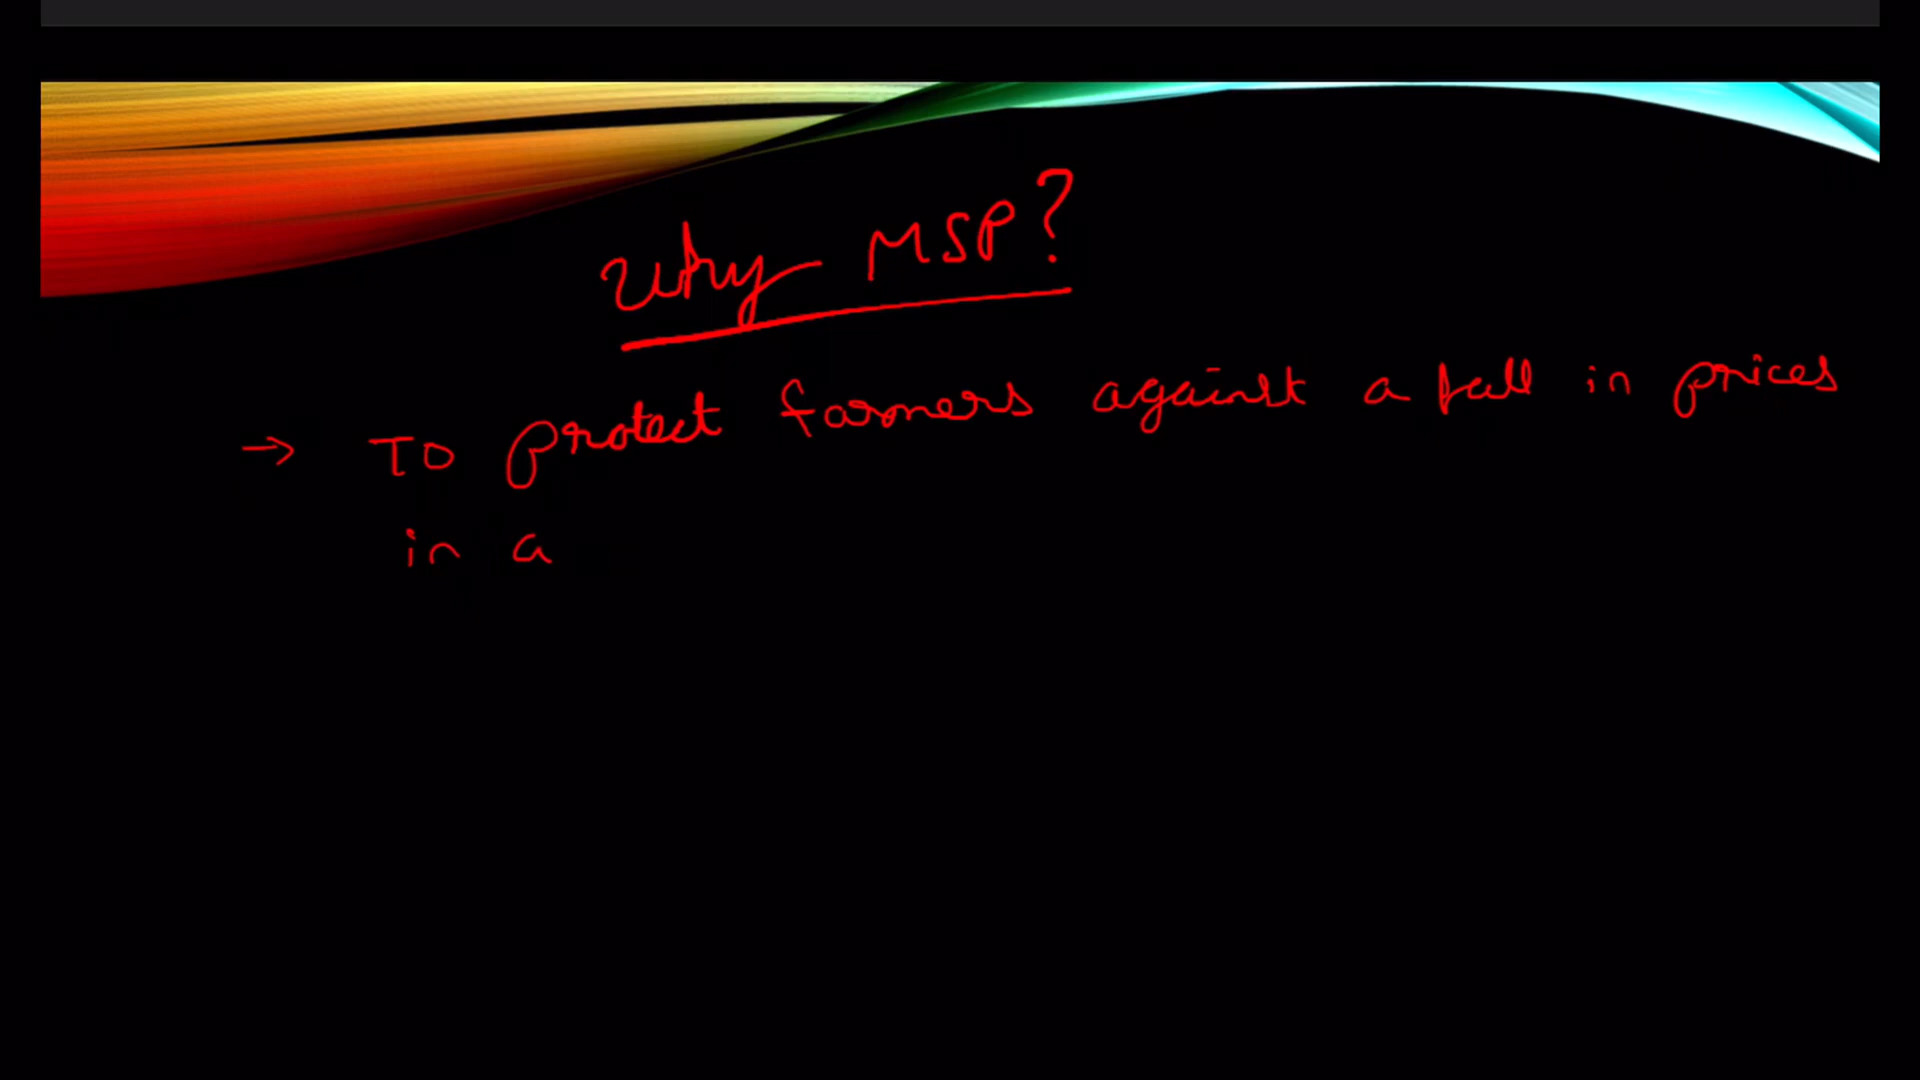 Why MSP?
→ To protect farmers against a fall in prices
in a